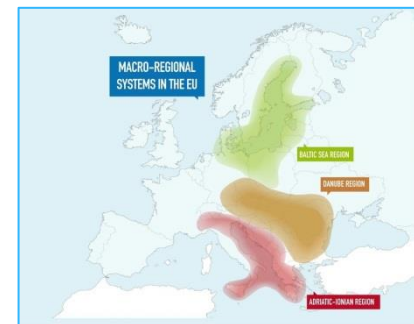 MACRO-REGIONAL
SYSTEMS IN THE EU
BALTIC SEA REGION
DANUBE REGION
ADRIATIC-IONIAN REGION